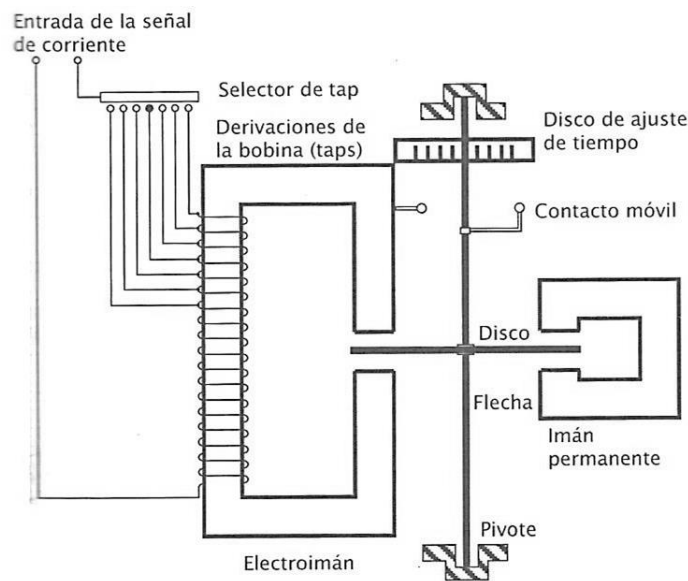 Entrada de la señal
de corriente
Selector de tap
Derivaciones de
la bobina (taps)
Disco de ajuste
de tiempo
Contacto móvil
Disco
Flecha
Imán
permanente
Pivote
Electroimán